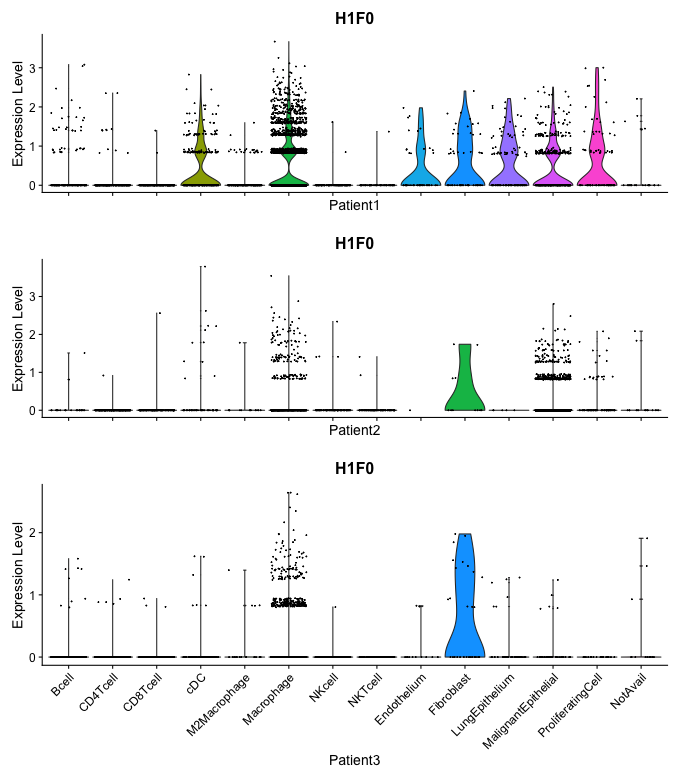 H1F0
Expression Level
3
2
1
0
Patient1
H1F0
Expression Level
3
2
1
0
Patient2
H1F0
Expression Level
2
1
0
Bcell
CD4Tcell
CD8Tcell
cDC
M2Macrophage
Macrophage
NKcell
NKTcell
Endothelium
Fibroblast
LungEpithelium
MalignantEpithelial
ProliferatingCell
NotAvail
Patient3